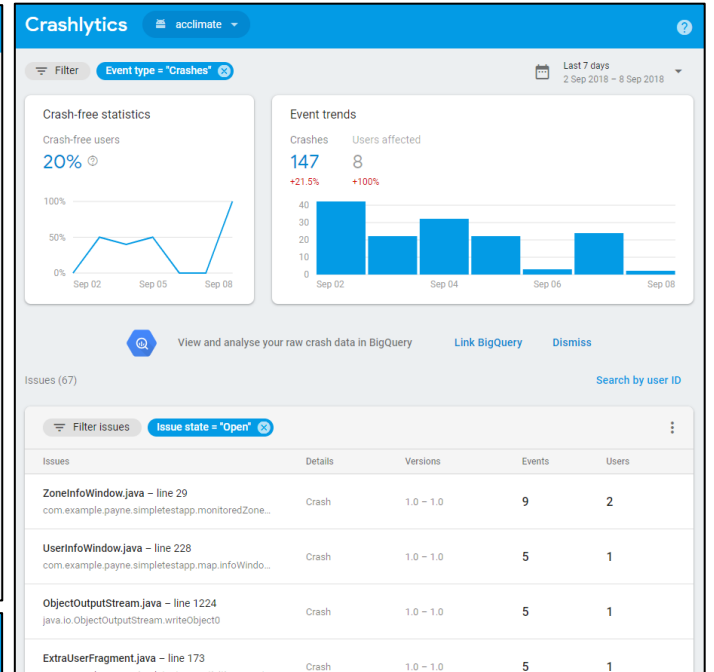 Crashlytics acclimate
Filter Event type = "Crashes"
Last 7 days
2 Sep 2018 – 8 Sep 2018
Crash-free statistics
Crash-free users
20%
100%
50%
0%
Sep 02 Sep 05 Sep 08
Event trends
Crashes Users affected
147 8
+21.5% +100%
40
30
20
10
0
Sep 02 Sep 04 Sep 06 Sep 08
View and analyse your raw crash data in BigQuery Link BigQuery Dismiss
Issues (67) Search by user ID
Filter issues Issue state = "Open"
Issues Details Versions Events Users
ZoneInfoWindow.java – line 29
com.example.payne.simpletestapp.monitoredZone... Crash 1.0 – 1.0 9 2
UserInfoWindow.java – line 228
com.example.payne.simpletestapp.map.infoWindo... Crash 1.0 – 1.0 5 1
ObjectOutputStream.java – line 1224
java.io.ObjectOutputStream.writeObject0 Crash 1.0 – 1.0 5 1
ExtraUserFragment.java – line 173
Crash 1.0 – 1.0 5 1